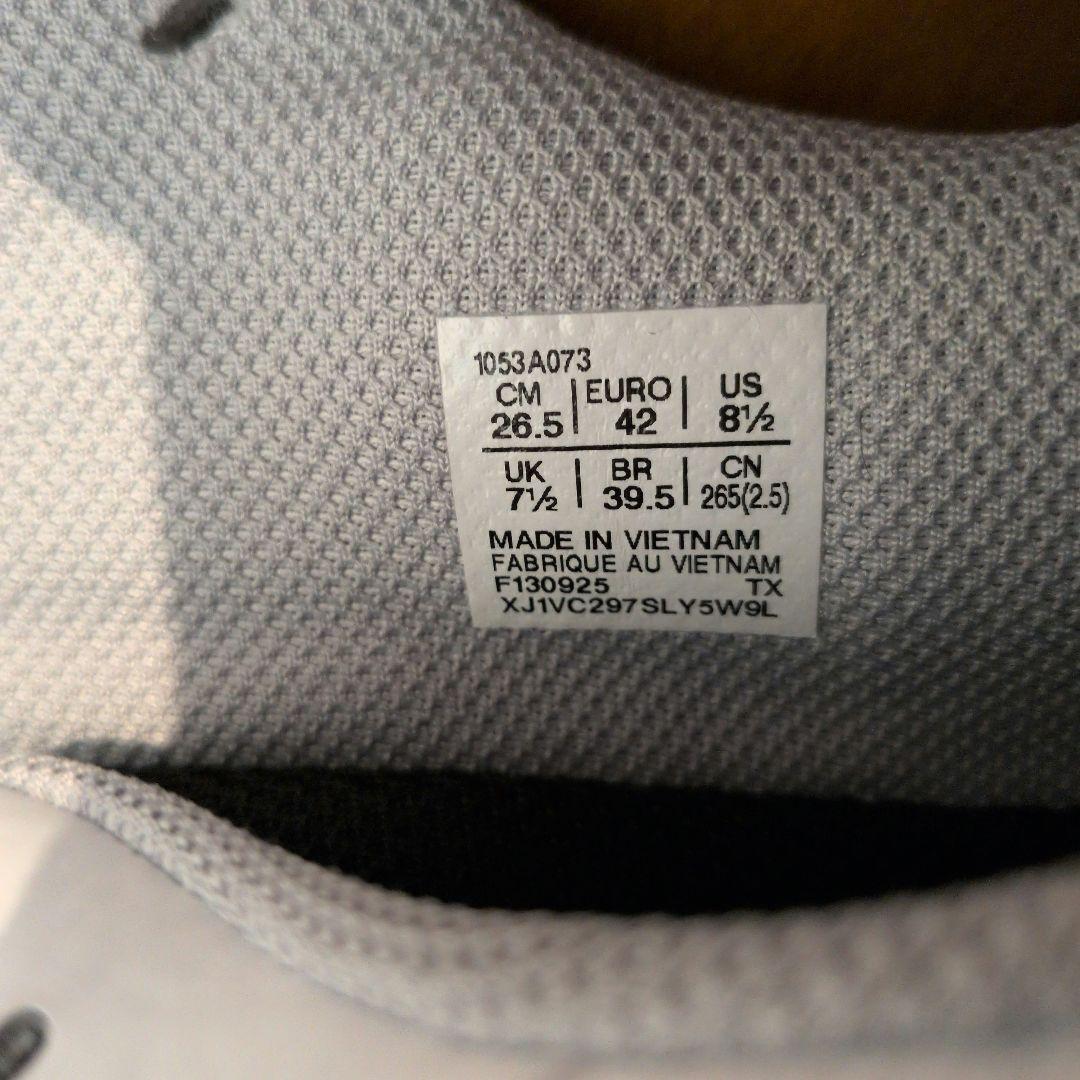 1053A073
CM | EURO | US
26.5 | 42 | 8½
UK | BR | CN
7½ | 39.5 | 265(2.5)
MADE IN VIETNAM
FABRIQUE AU VIETNAM
F130925 TX
XJ1VC297SLY5W9L